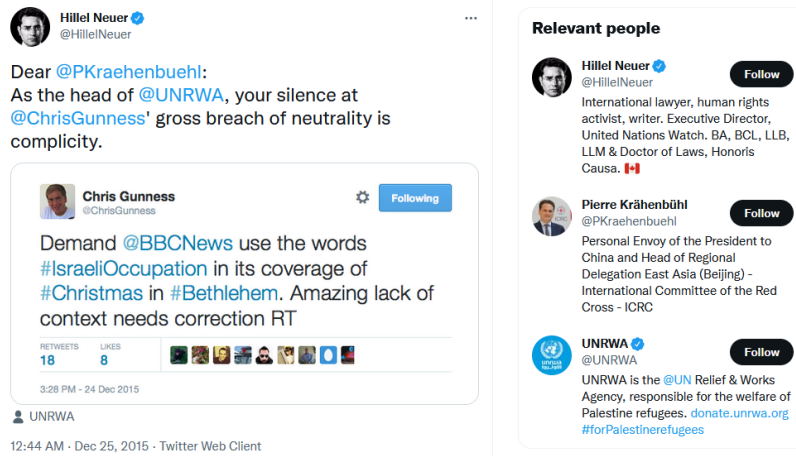 Hillel Neuer
@HillelNeuer
Dear @PKraehenbuehl:
As the head of @UNRWA, your silence at
@ChrisGunness' gross breach of neutrality is
complicity.
Chris Gunness
@ChrisGunness
Following
Demand @BBCNews use the words
#IsraeliOccupation in its coverage of
#Christmas in #Bethlehem. Amazing lack of
context needs correction RT
RETWEETS LIKES
18 8
3:28 PM - 24 Dec 2015
UNRWA
12:44 AM · Dec 25, 2015 · Twitter Web Client
Relevant people
Hillel Neuer
@HillelNeuer
Follow
International lawyer, human rights
activist, writer. Executive Director,
United Nations Watch. BA, BCL, LLB,
LLM & Doctor of Laws, Honoris
Causa.
Pierre Krähenbühl
@PKraehenbuehl
Follow
Personal Envoy of the President to
China and Head of Regional
Delegation East Asia (Beijing) -
International Committee of the Red
Cross - ICRC
UNRWA
@UNRWA
Follow
UNRWA is the @UN Relief & Works
Agency, responsible for the welfare of
Palestine refugees. donate.unrwa.org
#forPalestinerefugees